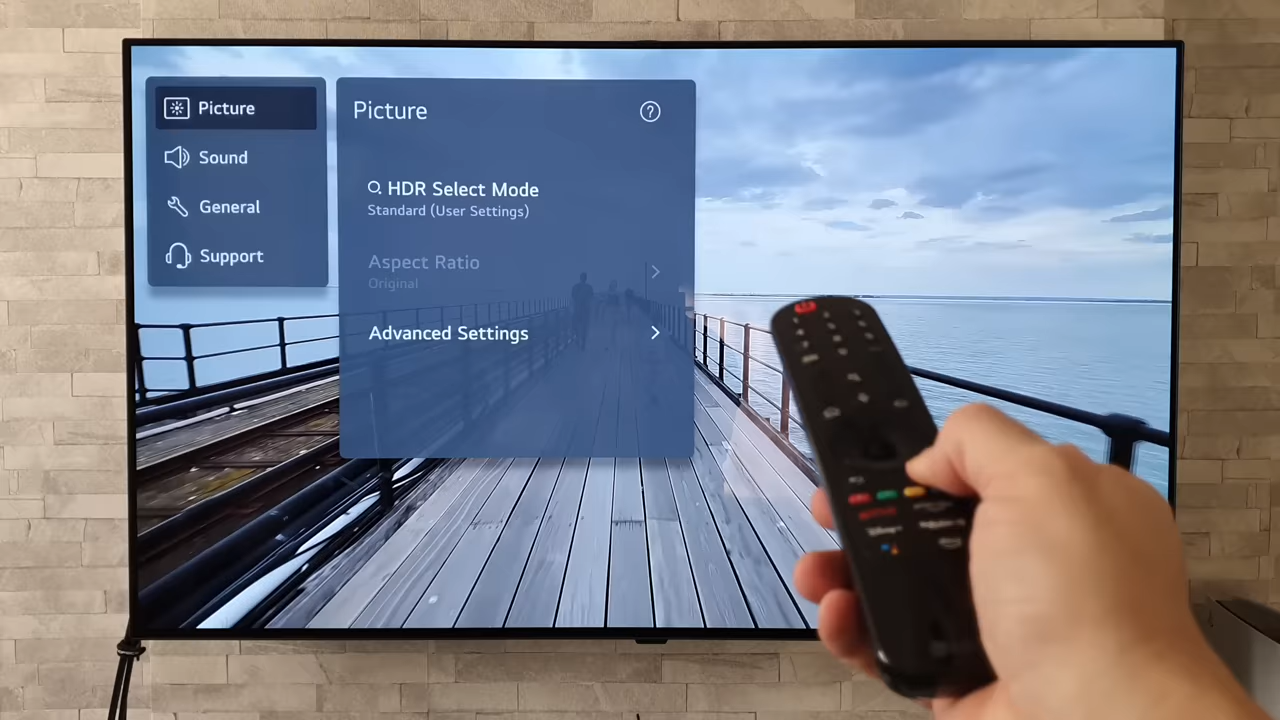 Picture
Sound
General
Support
Picture
?
HDR Select Mode
Standard (User Settings)
Aspect Ratio
Original
Advanced Settings